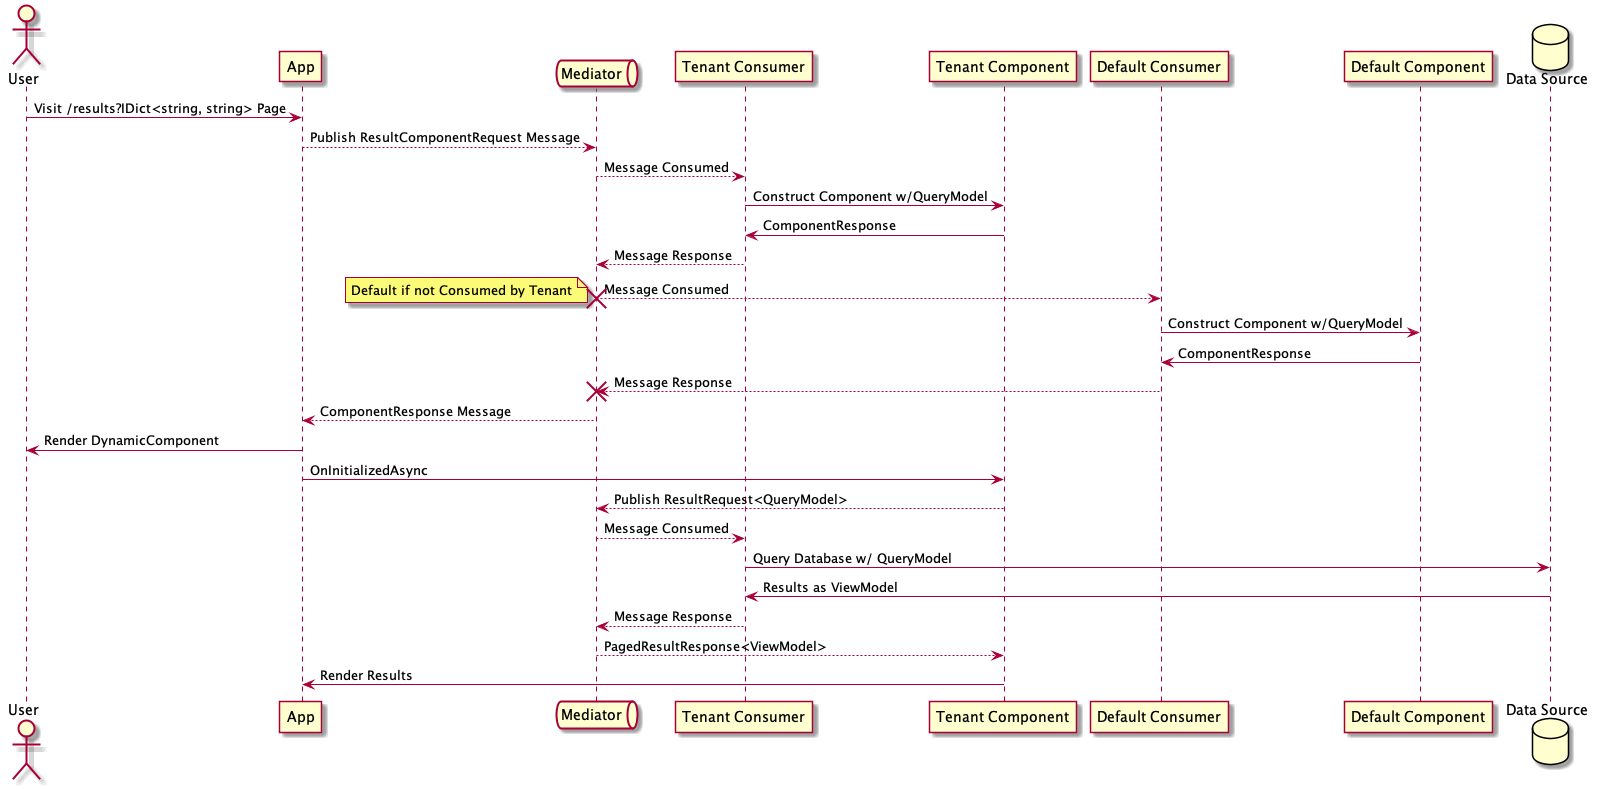 User
App
Mediator
Tenant Consumer
Tenant Component
Default Consumer
Default Component
Data Source
Visit /results?IDict<string, string> Page
Publish ResultComponentRequest Message
Message Consumed
Construct Component w/QueryModel
ComponentResponse
Message Response
Default if not Consumed by Tenant
Message Consumed
Construct Component w/QueryModel
ComponentResponse
Message Response
ComponentResponse Message
Render DynamicComponent
OnInitializedAsync
Publish ResultRequest<QueryModel>
Message Consumed
Query Database w/ QueryModel
Results as ViewModel
Message Response
PagedResultResponse<ViewModel>
Render Results
User
App
Mediator
Tenant Consumer
Tenant Component
Default Consumer
Default Component
Data Source